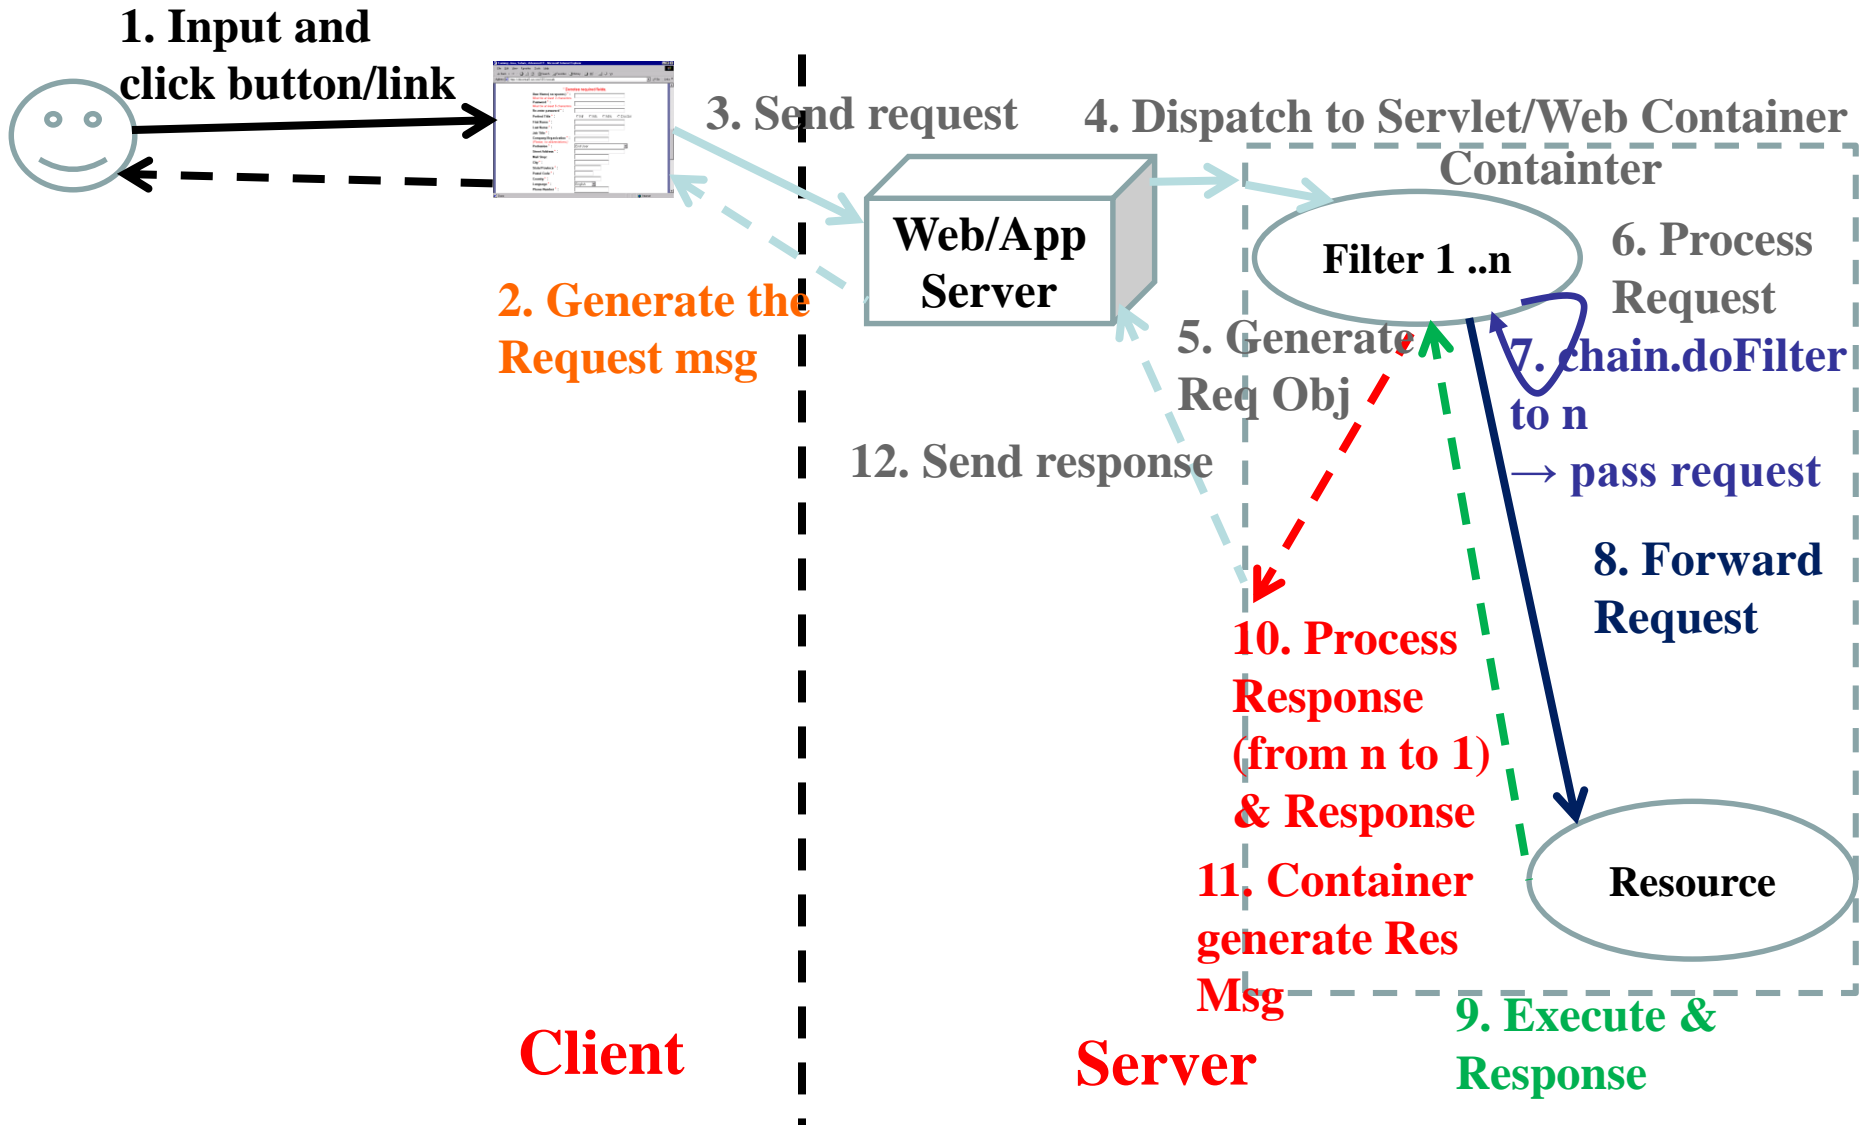 1. Input and
click button/link
3. Send request
4. Dispatch to Servlet/Web Container
Containter
Web/App
Server
Filter 1 ..n
6. Process
Request
2. Generate the
Request msg
5. Generate
Req Obj
7. chain.doFilter
to n
→ pass request
12. Send response
8. Forward
Request
10. Process
Response
(from n to 1)
& Response
11. Container
generate Res
Msg
Resource
9. Execute &
Response
Client
Server